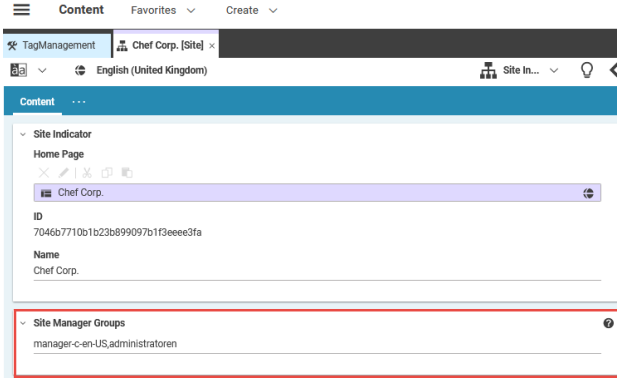 Content Favorites Create
TagManagement Chef Corp. [Site] ×
āa English (United Kingdom) Site In...
Content ...
Site Indicator
Home Page
Chef Corp.
ID
7046b7710b1b23b899097b1f3eeee3fa
Name
Chef Corp.
Site Manager Groups
manager-c-en-US,administratoren